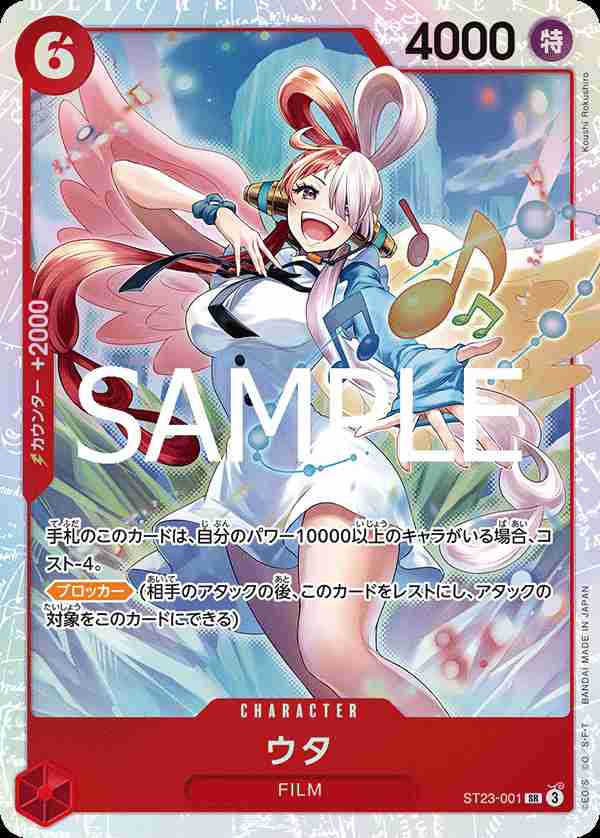 6
4000
特
Koushi Rokushiro
カウンター +2000
SAMPLE
手札のこのカードは、自分のパワー10000以上のキャラがいる場合、コ
スト-4。
ブロッカー (相手のアタックの後、このカードをレストにし、アタックの
対象をこのカードにできる)
CHARACTER
ウタ
FILM
ST23-001 SR 3
©E.O/S ©O. S・F・T BANDAI MADE IN JAPAN